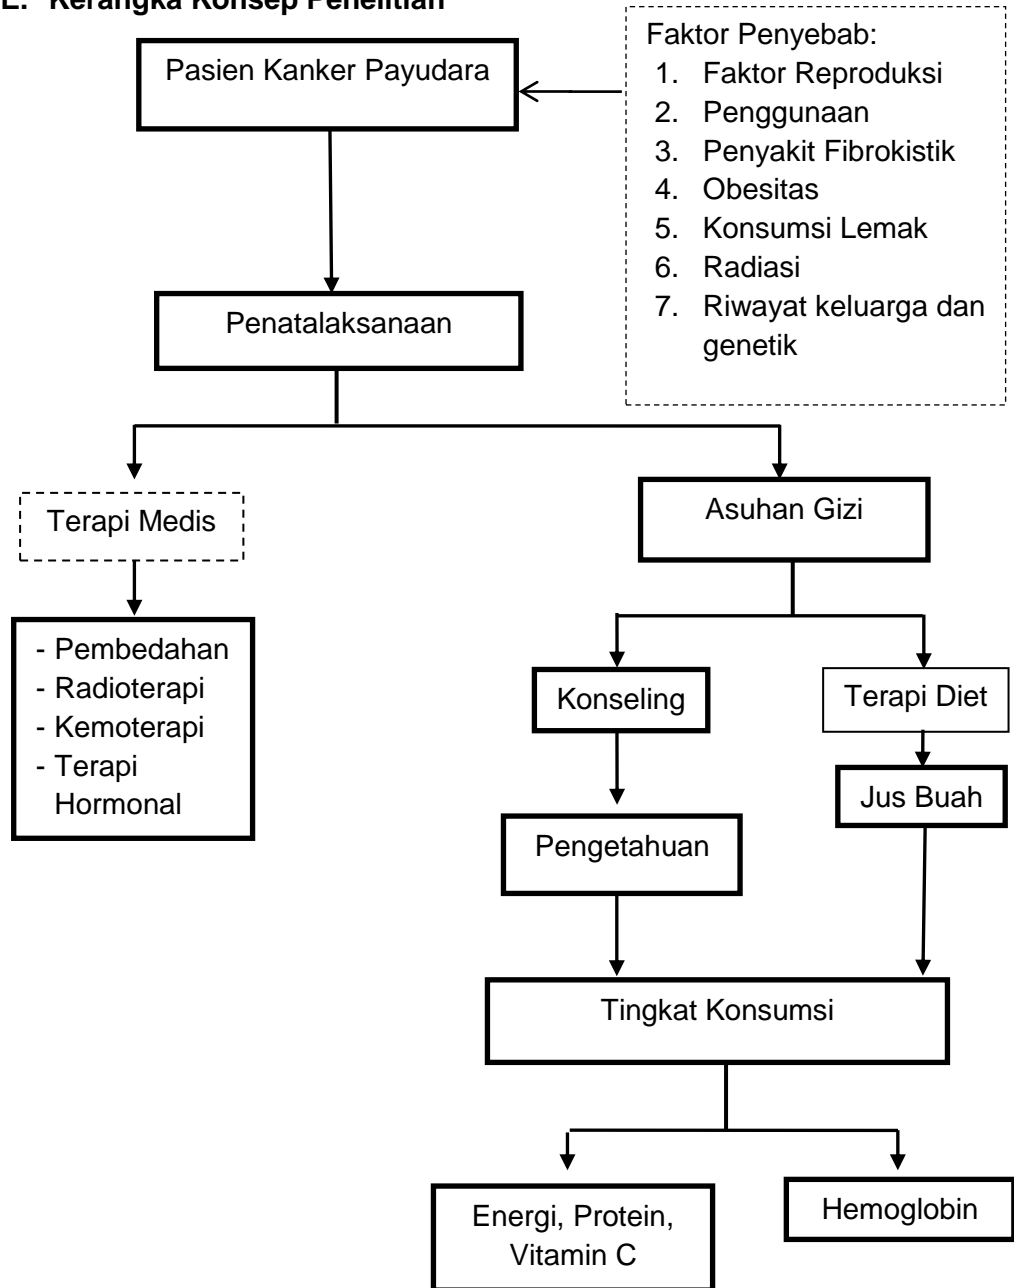 E. Kerangka Konsep Penelitian
Faktor Penyebab:
1. Faktor Reproduksi
2. Penggunaan
3. Penyakit Fibrokistik
4. Obesitas
5. Konsumsi Lemak
6. Radiasi
7. Riwayat keluarga dan
genetik
Pasien Kanker Payudara
Penatalaksanaan
Terapi Medis
Asuhan Gizi
- Pembedahan
- Radioterapi
- Kemoterapi
- Terapi
Hormonal
Konseling
Terapi Diet
Jus Buah
Pengetahuan
Tingkat Konsumsi
Energi, Protein,
Vitamin C
Hemoglobin